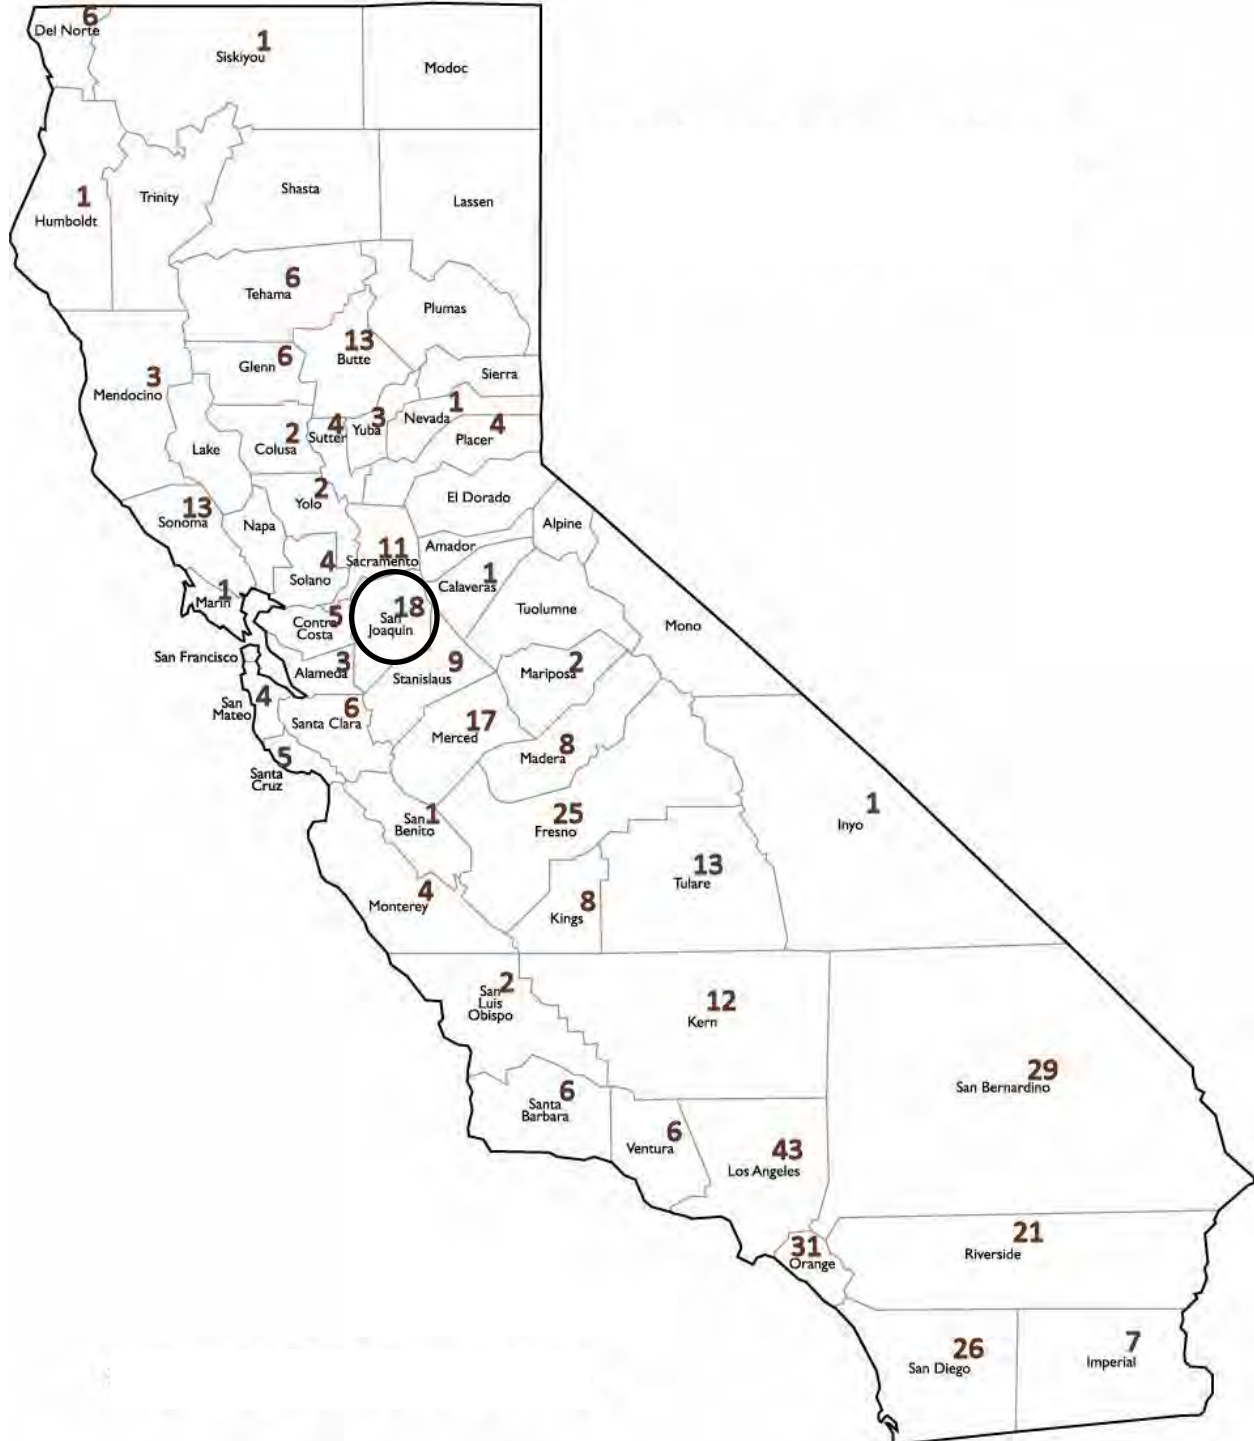 6
Del Norte
1
Siskiyou
Modoc
1
Humboldt
Trinity
Shasta
Lassen
6
Tehama
Plumas
13
Butte
6
Glenn
Sierra
3
Mendocino
1
Nevada
4
Placer
4
Sutter
3
Yuba
2
Colusa
Lake
2
Yolo
El Dorado
13
Sonoma
Napa
Alpine
11
Sacramento
Amador
4
Solano
1
Calaveras
1
Marin
5
Contra
Costa
18
San
Joaquin
Tuolumne
Mono
San Francisco
3
Alameda
9
Stanislaus
2
Mariposa
4
San
Mateo
6
Santa Clara
17
Merced
8
Madera
5
Santa
Cruz
1
San
Benito
25
Fresno
1
Inyo
13
Tulare
4
Monterey
8
Kings
2
San
Luis
Obispo
12
Kern
29
San Bernardino
6
Santa
Barbara
6
Ventura
43
Los Angeles
31
Orange
21
Riverside
26
San Diego
7
Imperial